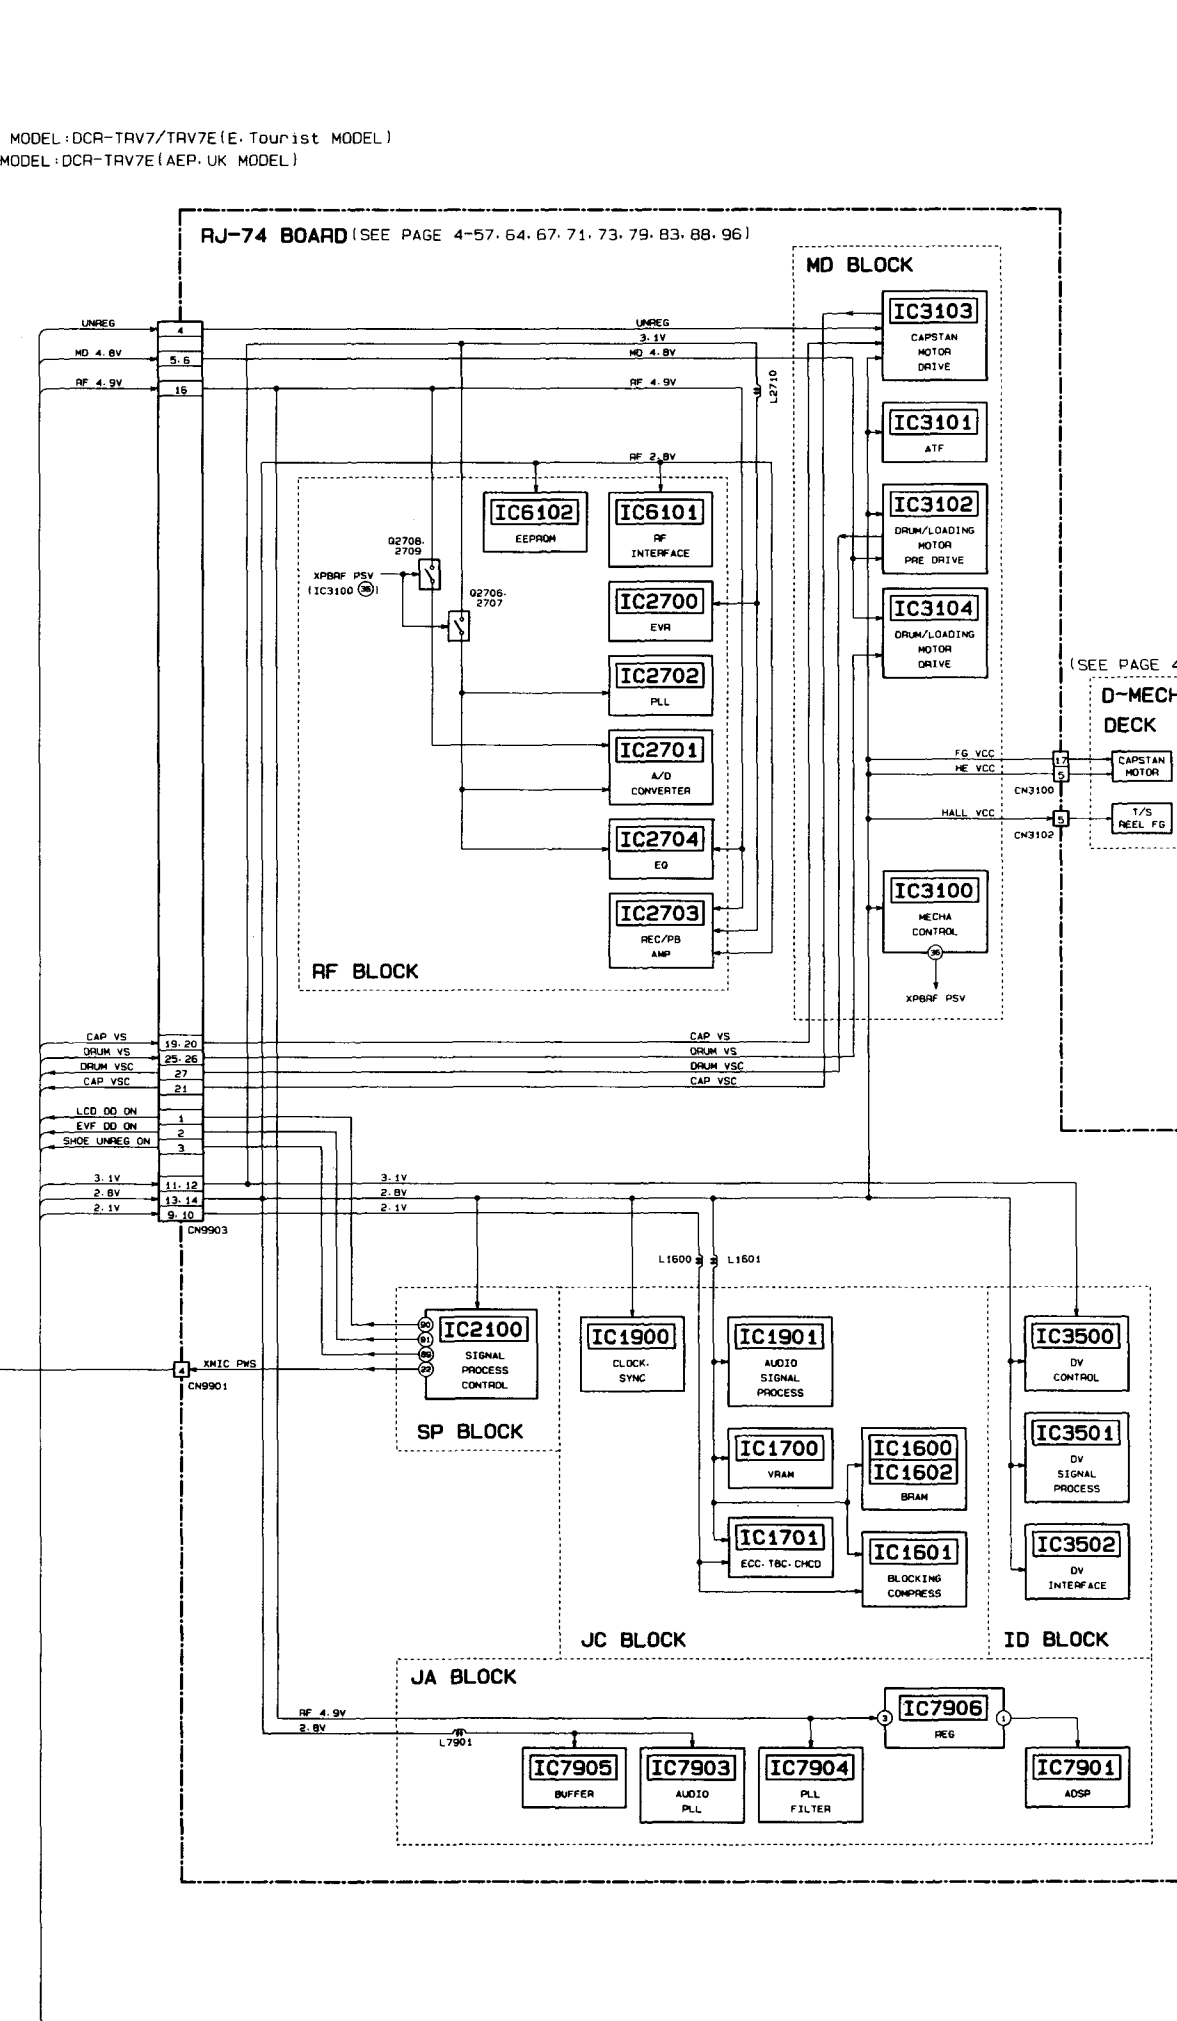 MODEL:DCR-TRV7/TRV7E(E,Tourist MODEL)
MODEL:DCR-TRV7E(AEP,UK MODEL)
RJ-74 BOARD(SEE PAGE 4-57,64,67,71,73,79,83,88,96)
MD BLOCK
UNREG
4
UNREG
3.1V
MD 4.8V
5,6
MD 4.8V
RF 4.9V
16
RF 4.9V
L2710
RF 2.8V
IC3103
CAPSTAN
MOTOR
DRIVE
IC3101
ATF
IC3102
DRUM/LOADING
MOTOR
PRE DRIVE
IC3104
DRUM/LOADING
MOTOR
DRIVE
IC6102
EEPROM
IC6101
RF
INTERFACE
Q2708,
2709
XPBRF PSV
(IC3100 36)
Q2706,
2707
IC2700
EVR
IC2702
PLL
IC2701
A/D
CONVERTER
IC2704
EQ
IC2703
REC/PB
AMP
RF BLOCK
(SEE PAGE 4
D-MECH
DECK
FG VCC
17
HE VCC
5
CN3100
CAPSTAN
MOTOR
HALL VCC
5
CN3102
T/S
REEL FG
IC3100
MECHA
CONTROL
36
XPBRF PSV
CAP VS
19,20
CAP VS
DRUM VS
25,26
DRUM VS
DRUM VSC
27
DRUM VSC
CAP VSC
21
CAP VSC
LCD DD ON
1
EVF DD ON
2
SHOE UNREG ON
3
3.1V
11,12
3.1V
2.8V
13,14
2.8V
2.1V
9,10
2.1V
CN9903
L1600
L1601
90
91
89
22
IC2100
SIGNAL
PROCESS
CONTROL
SP BLOCK
4
XMIC PWS
CN9901
IC1900
CLOCK,
SYNC
IC1901
AUDIO
SIGNAL
PROCESS
IC3500
DV
CONTROL
IC1700
VRAM
IC1600
IC1602
BRAM
IC3501
DV
SIGNAL
PROCESS
IC1701
ECC,TBC,CHCD
IC1601
BLOCKING
COMPRESS
IC3502
DV
INTERFACE
JC BLOCK
ID BLOCK
JA BLOCK
RF 4.9V
2.8V
L7901
3
IC7906
REG
1
IC7905
BUFFER
IC7903
AUDIO
PLL
IC7904
PLL
FILTER
IC7901
ADSP